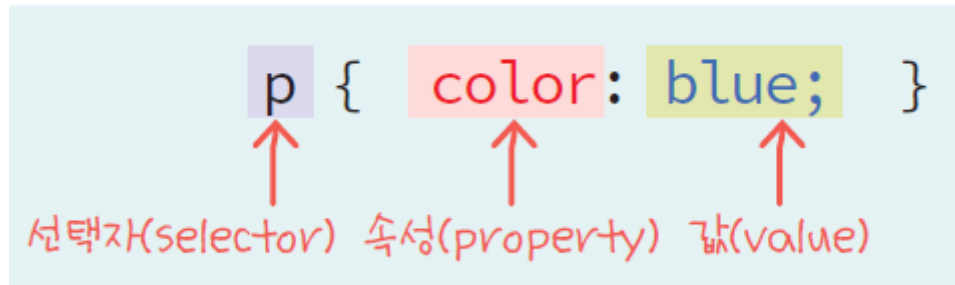 p { color: blue; }
선택자(selector) 속성(property) 값(value)